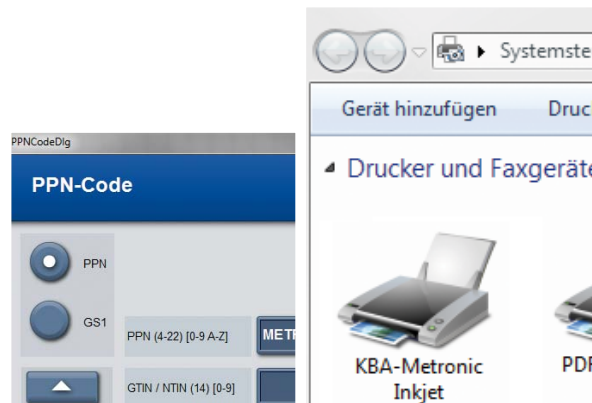 PPNCodeDlg
PPN-Code
PPN
GS1
PPN (4-22) [0-9 A-Z]
GTIN / NTIN (14) [0-9]
Gerät hinzufügen
Drucker und Faxgeräte
KBA-Metronic
Inkjet